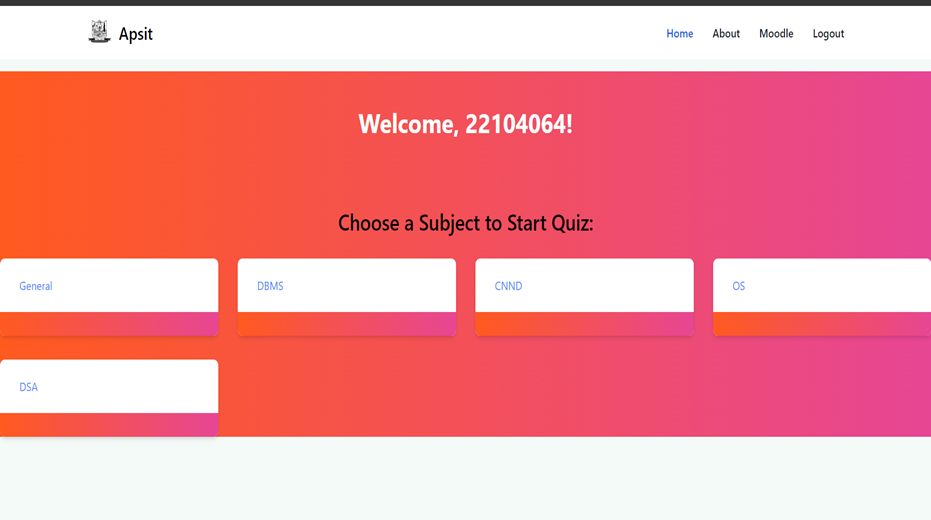 Apsit
Home About Moodle Logout
Welcome, 22104064!
Choose a Subject to Start Quiz:
General
DBMS
CNND
OS
DSA